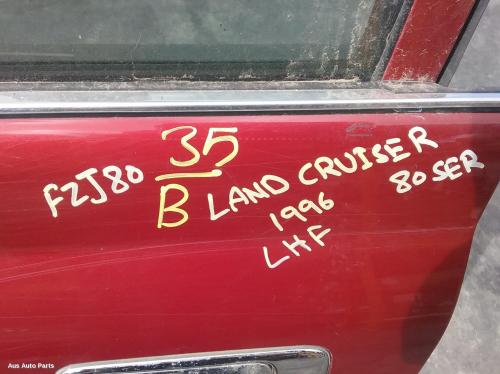 FZJ80
35
B
LAND CRUISER
80 SER
1996
LHF
Aus Auto Parts